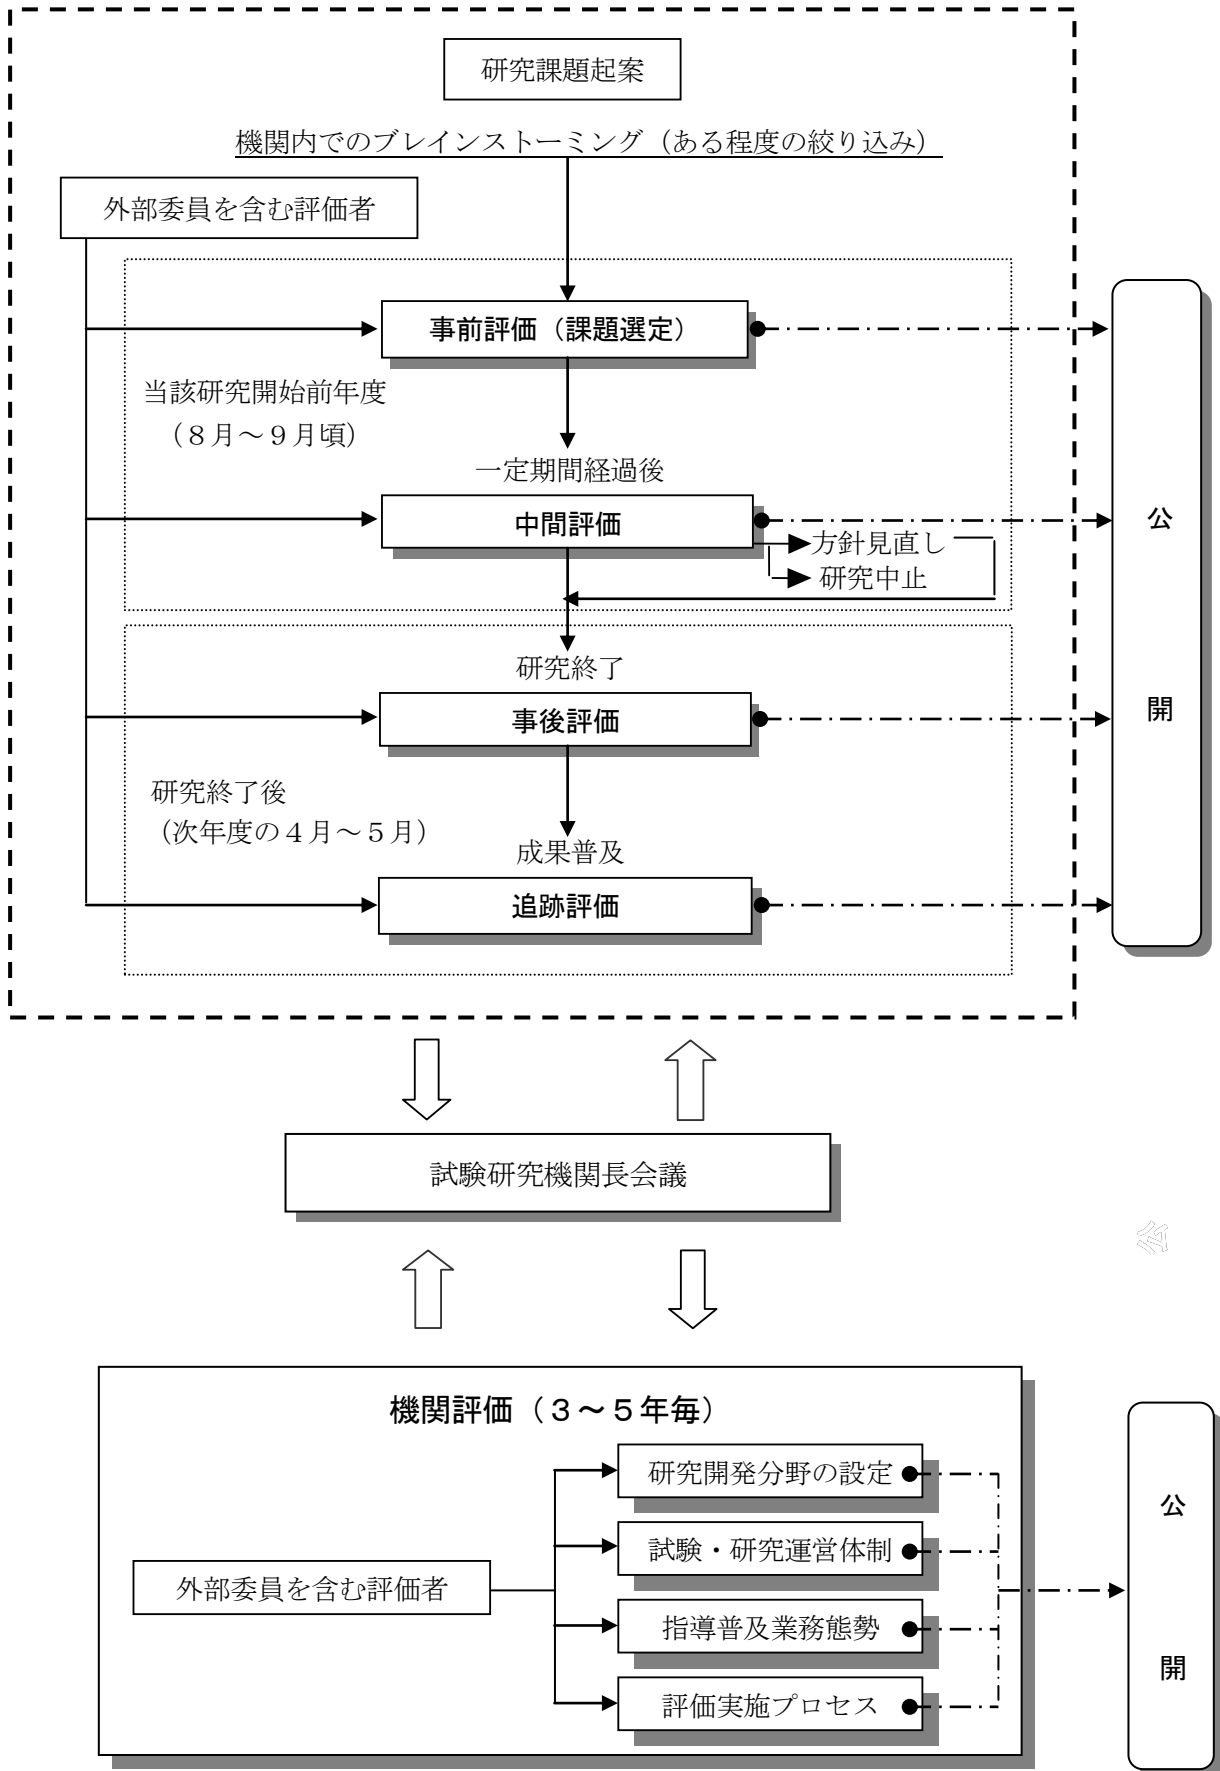 研究課題起案
機関内でのブレインストーミング（ある程度の絞り込み）
外部委員を含む評価者
事前評価（課題選定）
当該研究開始前年度
（８月～９月頃）
一定期間経過後
中間評価
方針見直し
研究中止
研究終了
事後評価
研究終了後
（次年度の４月～５月）
成果普及
追跡評価
公
開
試験研究機関長会議
公
機関評価（３～５年毎）
研究開発分野の設定
試験・研究運営体制
外部委員を含む評価者
指導普及業務態勢
評価実施プロセス
公
開